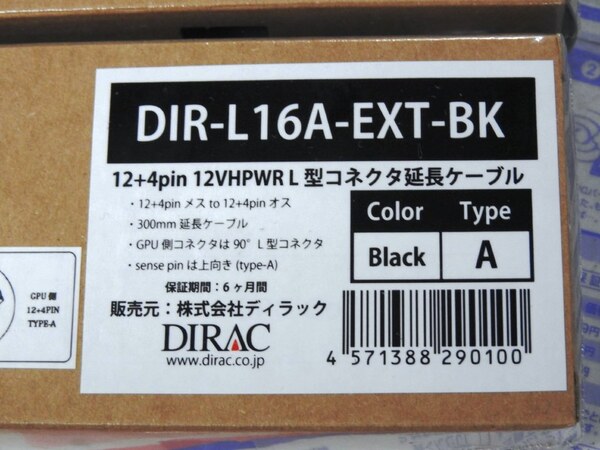 DIR-L16A-EXT-BK
12+4pin 12VHPWR L 型コネクタ延長ケーブル
・12+4pin メス to 12+4pin オス
・300mm 延長ケーブル
・GPU 側コネクタは 90°L 型コネクタ
・sense pin は上向き (type-A)
保証期間：6ヶ月間
販売元：株式会社ディラック
DIRAC
www.dirac.co.jp
Color Type
Black A
4 571388 290100
GPU 側
12+4PIN
TYPE-A